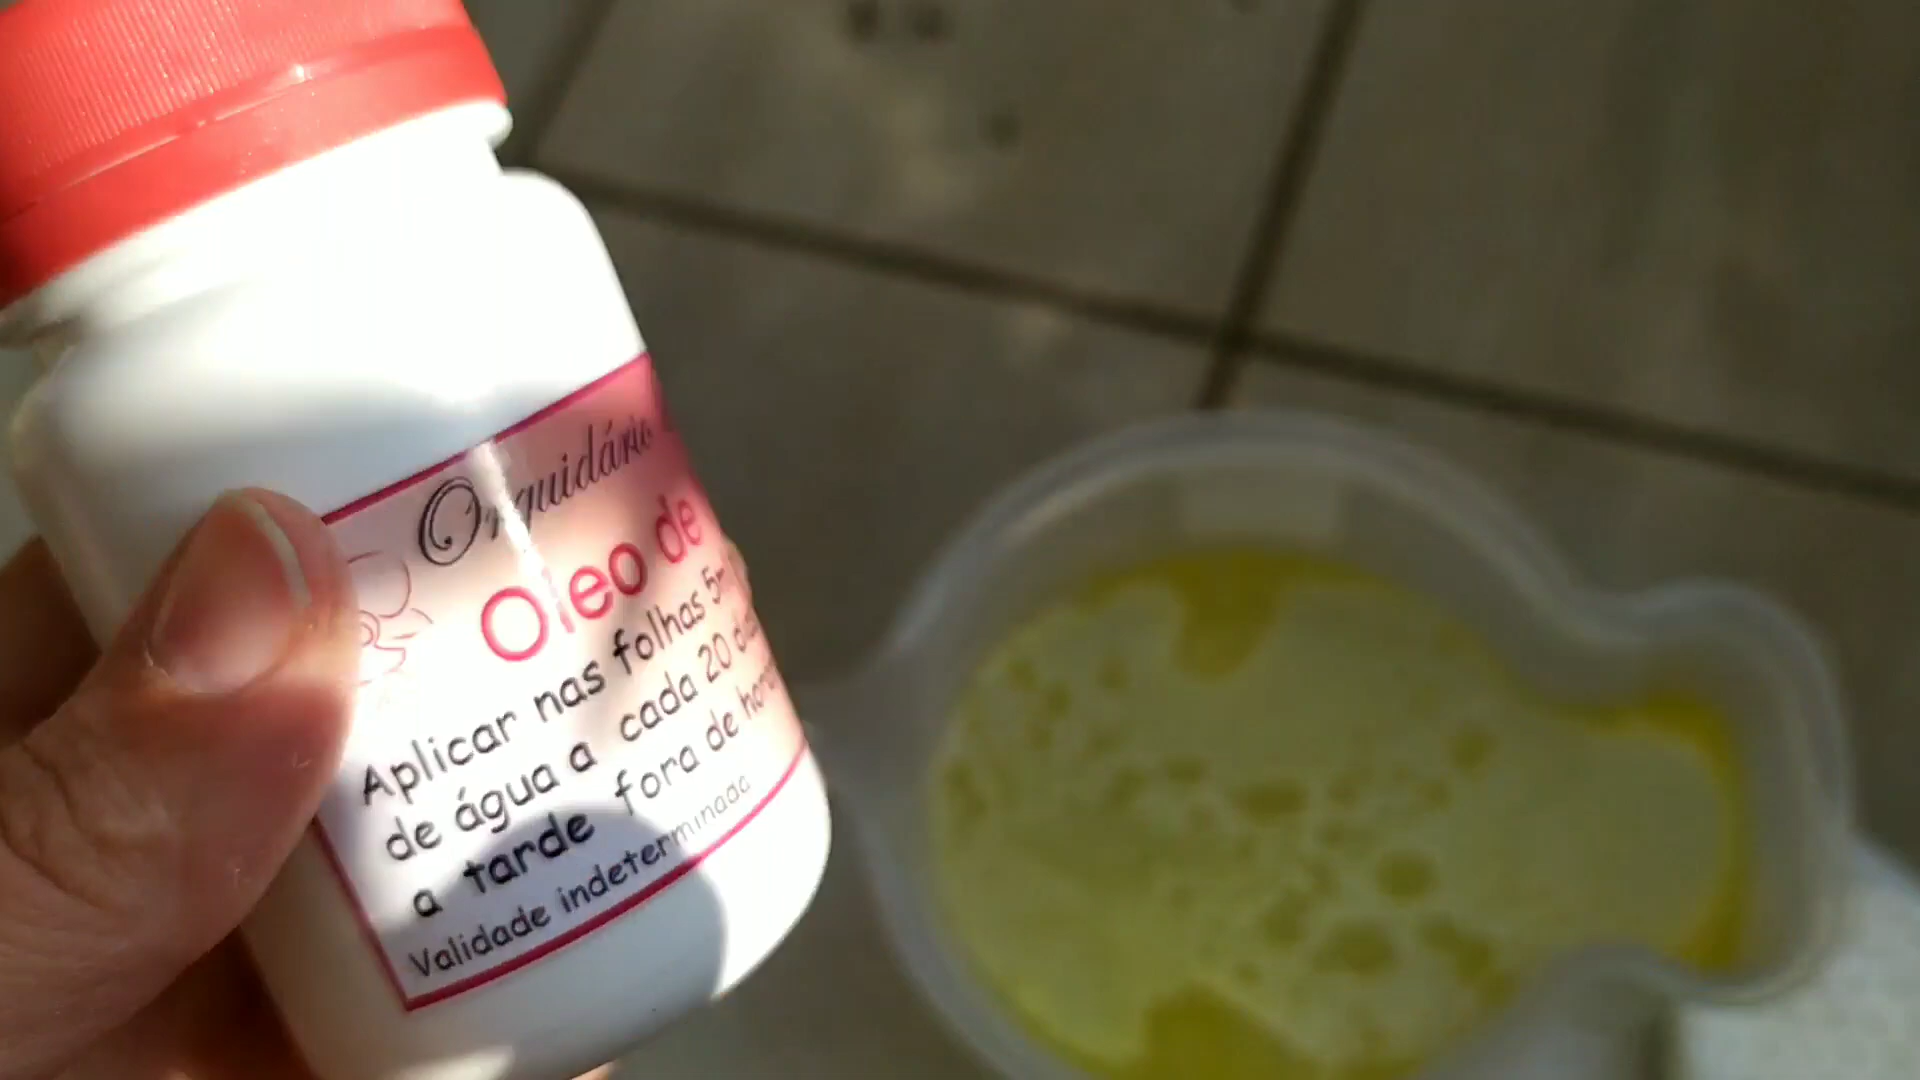 Orquidário
Oleo de
Aplicar nas folhas
de água a cada 20
a tarde fora de
Validade indeterminada